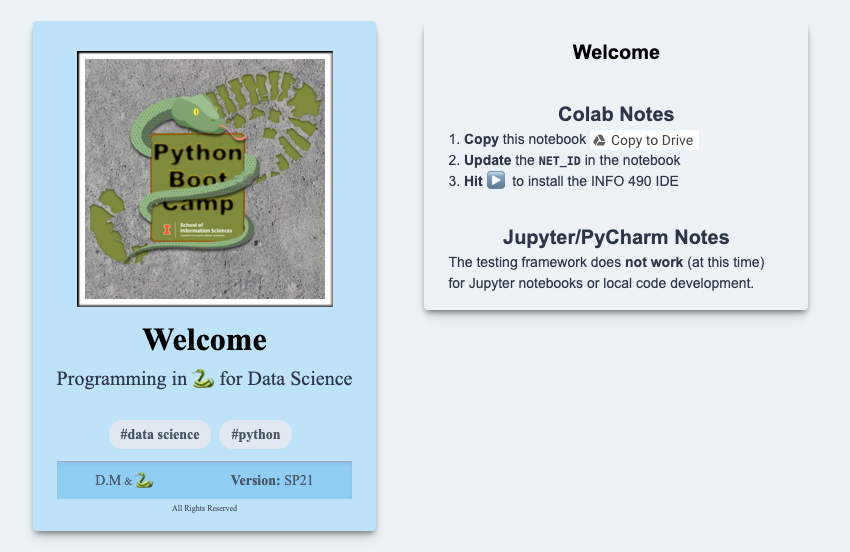 Python
Boot
Camp
I
School of
Information Sciences
Welcome
Programming in 🐍 for Data Science
#data science #python
D.M & 🐍 Version: SP21
All Rights Reserved
Welcome
Colab Notes
1. Copy this notebook Copy to Drive
2. Update the NET_ID in the notebook
3. Hit ▶️ to install the INFO 490 IDE
Jupyter/PyCharm Notes
The testing framework does not work (at this time)
for Jupyter notebooks or local code development.